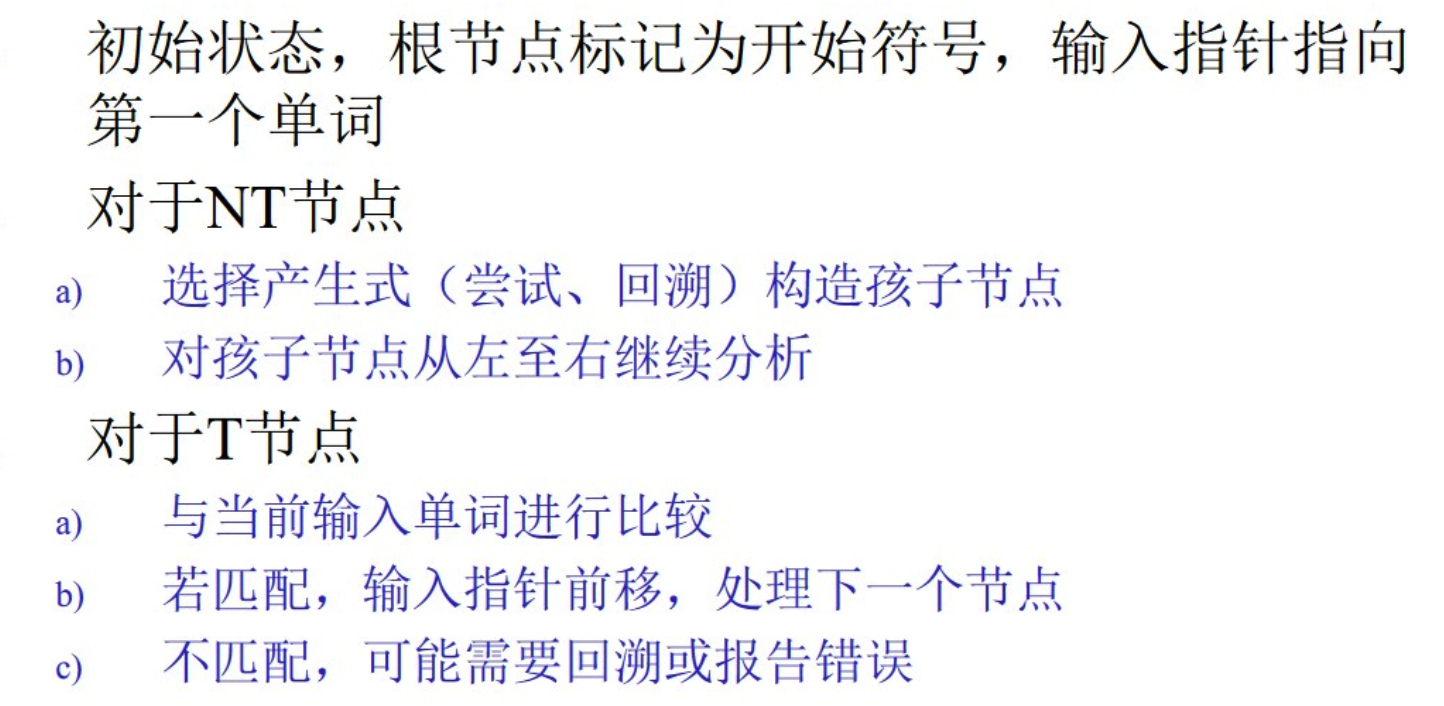 初始状态，根节点标记为开始符号，输入指针指向
第一个单词
对于NT节点
a) 选择产生式（尝试、回溯）构造孩子节点
b) 对孩子节点从左至右继续分析
对于T节点
a) 与当前输入单词进行比较
b) 若匹配，输入指针前移，处理下一个节点
c) 不匹配，可能需要回溯或报告错误